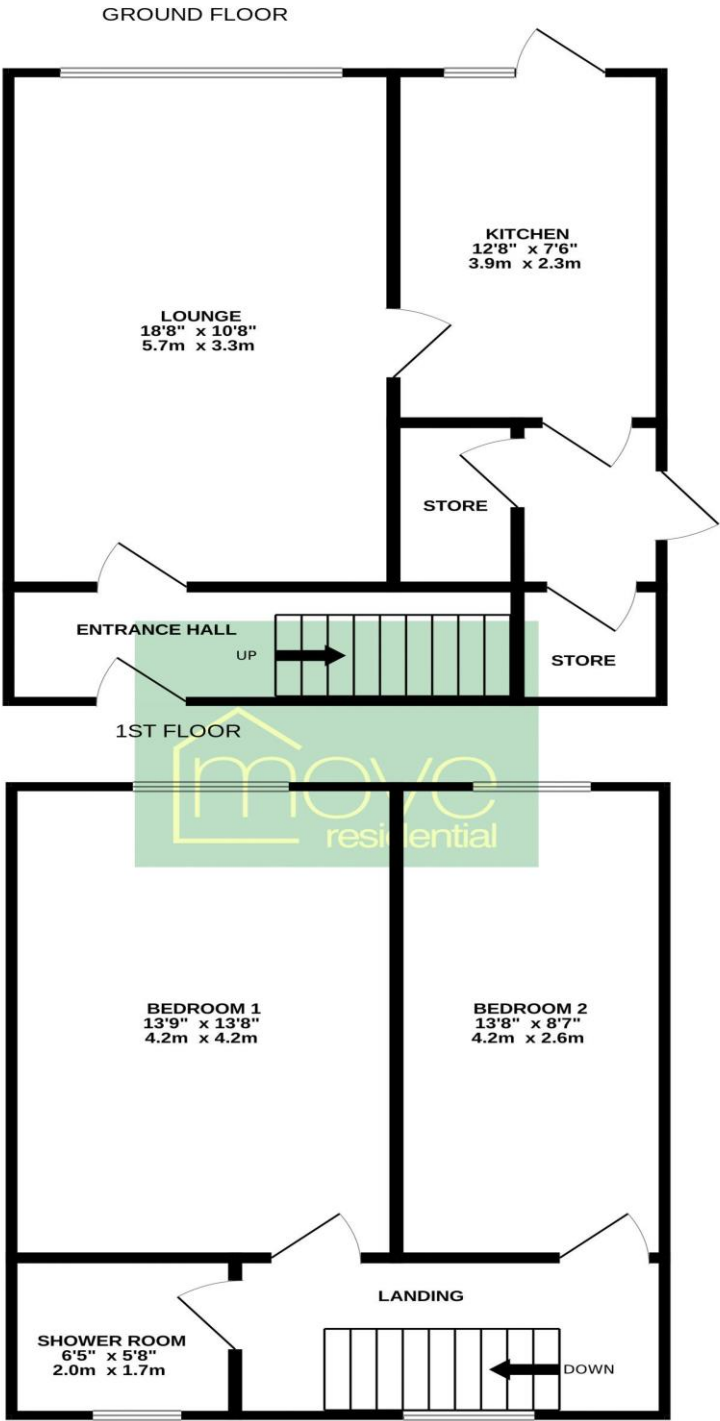 GROUND FLOOR
KITCHEN
12'8" x 7'6"
3.9m x 2.3m
LOUNGE
18'8" x 10'8"
5.7m x 3.3m
STORE
ENTRANCE HALL
UP
STORE
1ST FLOOR
move
residential
BEDROOM 1
13'9" x 13'8"
4.2m x 4.2m
BEDROOM 2
13'8" x 8'7"
4.2m x 2.6m
LANDING
SHOWER ROOM
6'5" x 5'8"
2.0m x 1.7m
DOWN